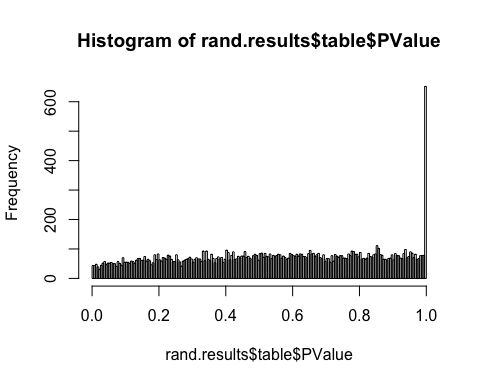 Histogram of rand.results$table$PValue
Frequency
600
400
200
0
0.0 0.2 0.4 0.6 0.8 1.0
rand.results$table$PValue